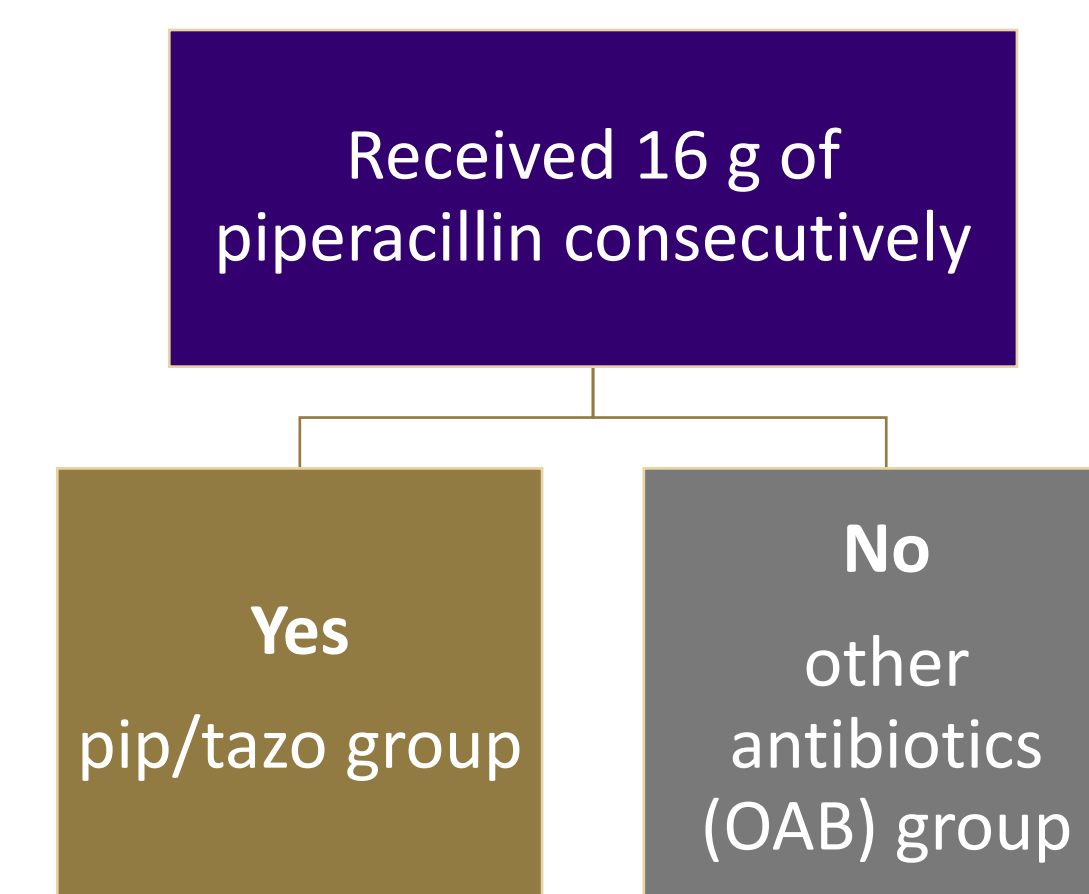 Received 16 g of
piperacillin consecutively
Yes
pip/tazo group
No
other
antibiotics
(OAB) group